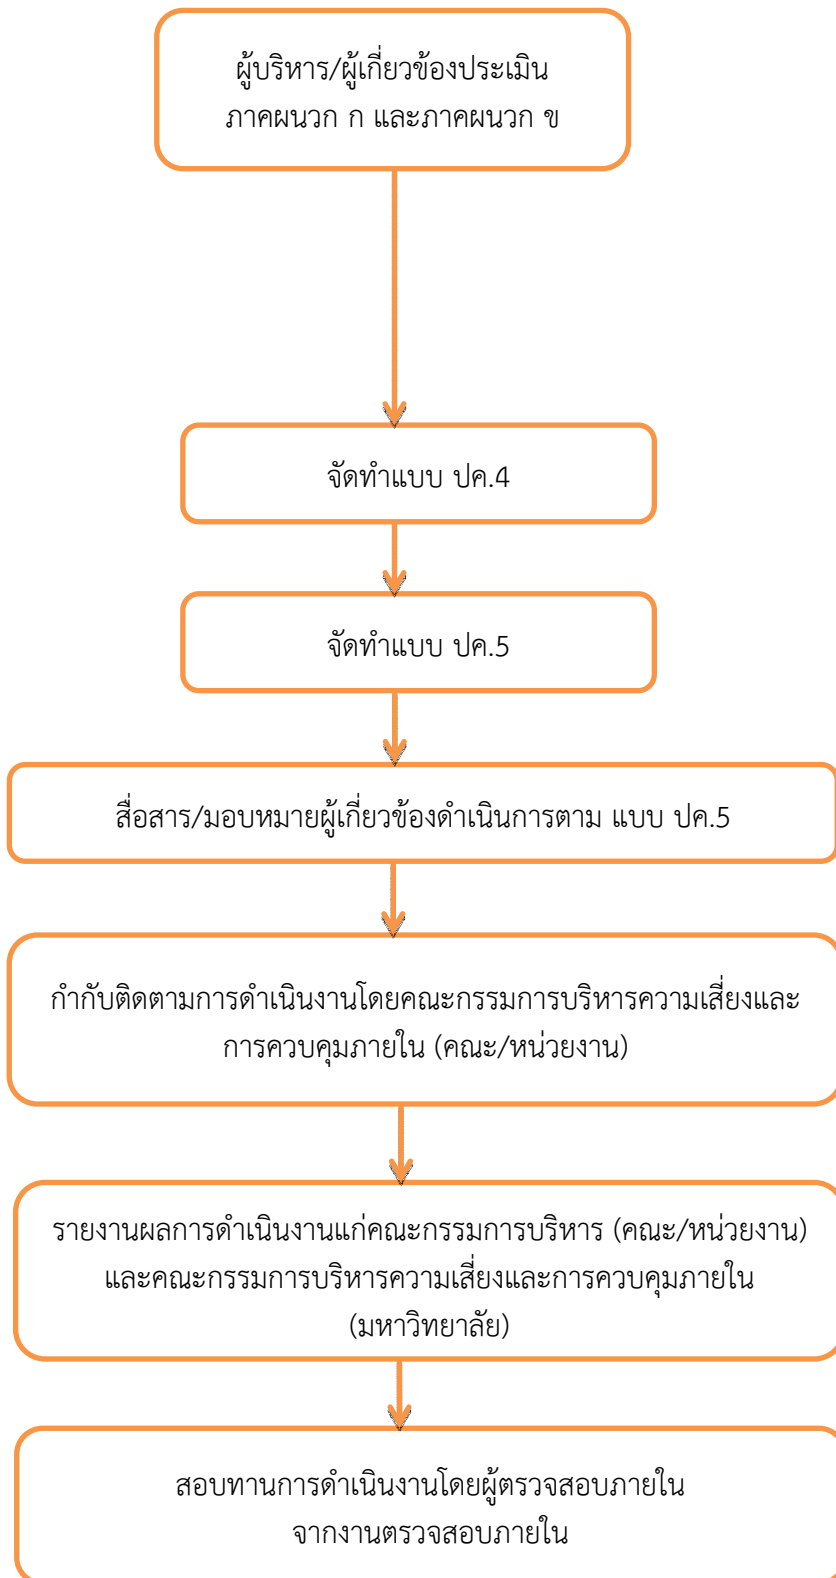 ผู้บริหาร/ผู้เกี่ยวข้องประเมิน
ภาคผนวก ก และภาคผนวก ข
จัดทำแบบ ปค.4
จัดทำแบบ ปค.5
สื่อสาร/มอบหมายผู้เกี่ยวข้องดำเนินการตาม แบบ ปค.5
กำกับติดตามการดำเนินงานโดยคณะกรรมการบริหารความเสี่ยงและ
การควบคุมภายใน (คณะ/หน่วยงาน)
รายงานผลการดำเนินงานแก่คณะกรรมการบริหาร (คณะ/หน่วยงาน)
และคณะกรรมการบริหารความเสี่ยงและการควบคุมภายใน
(มหาวิทยาลัย)
สอบทานการดำเนินงานโดยผู้ตรวจสอบภายใน
จากงานตรวจสอบภายใน